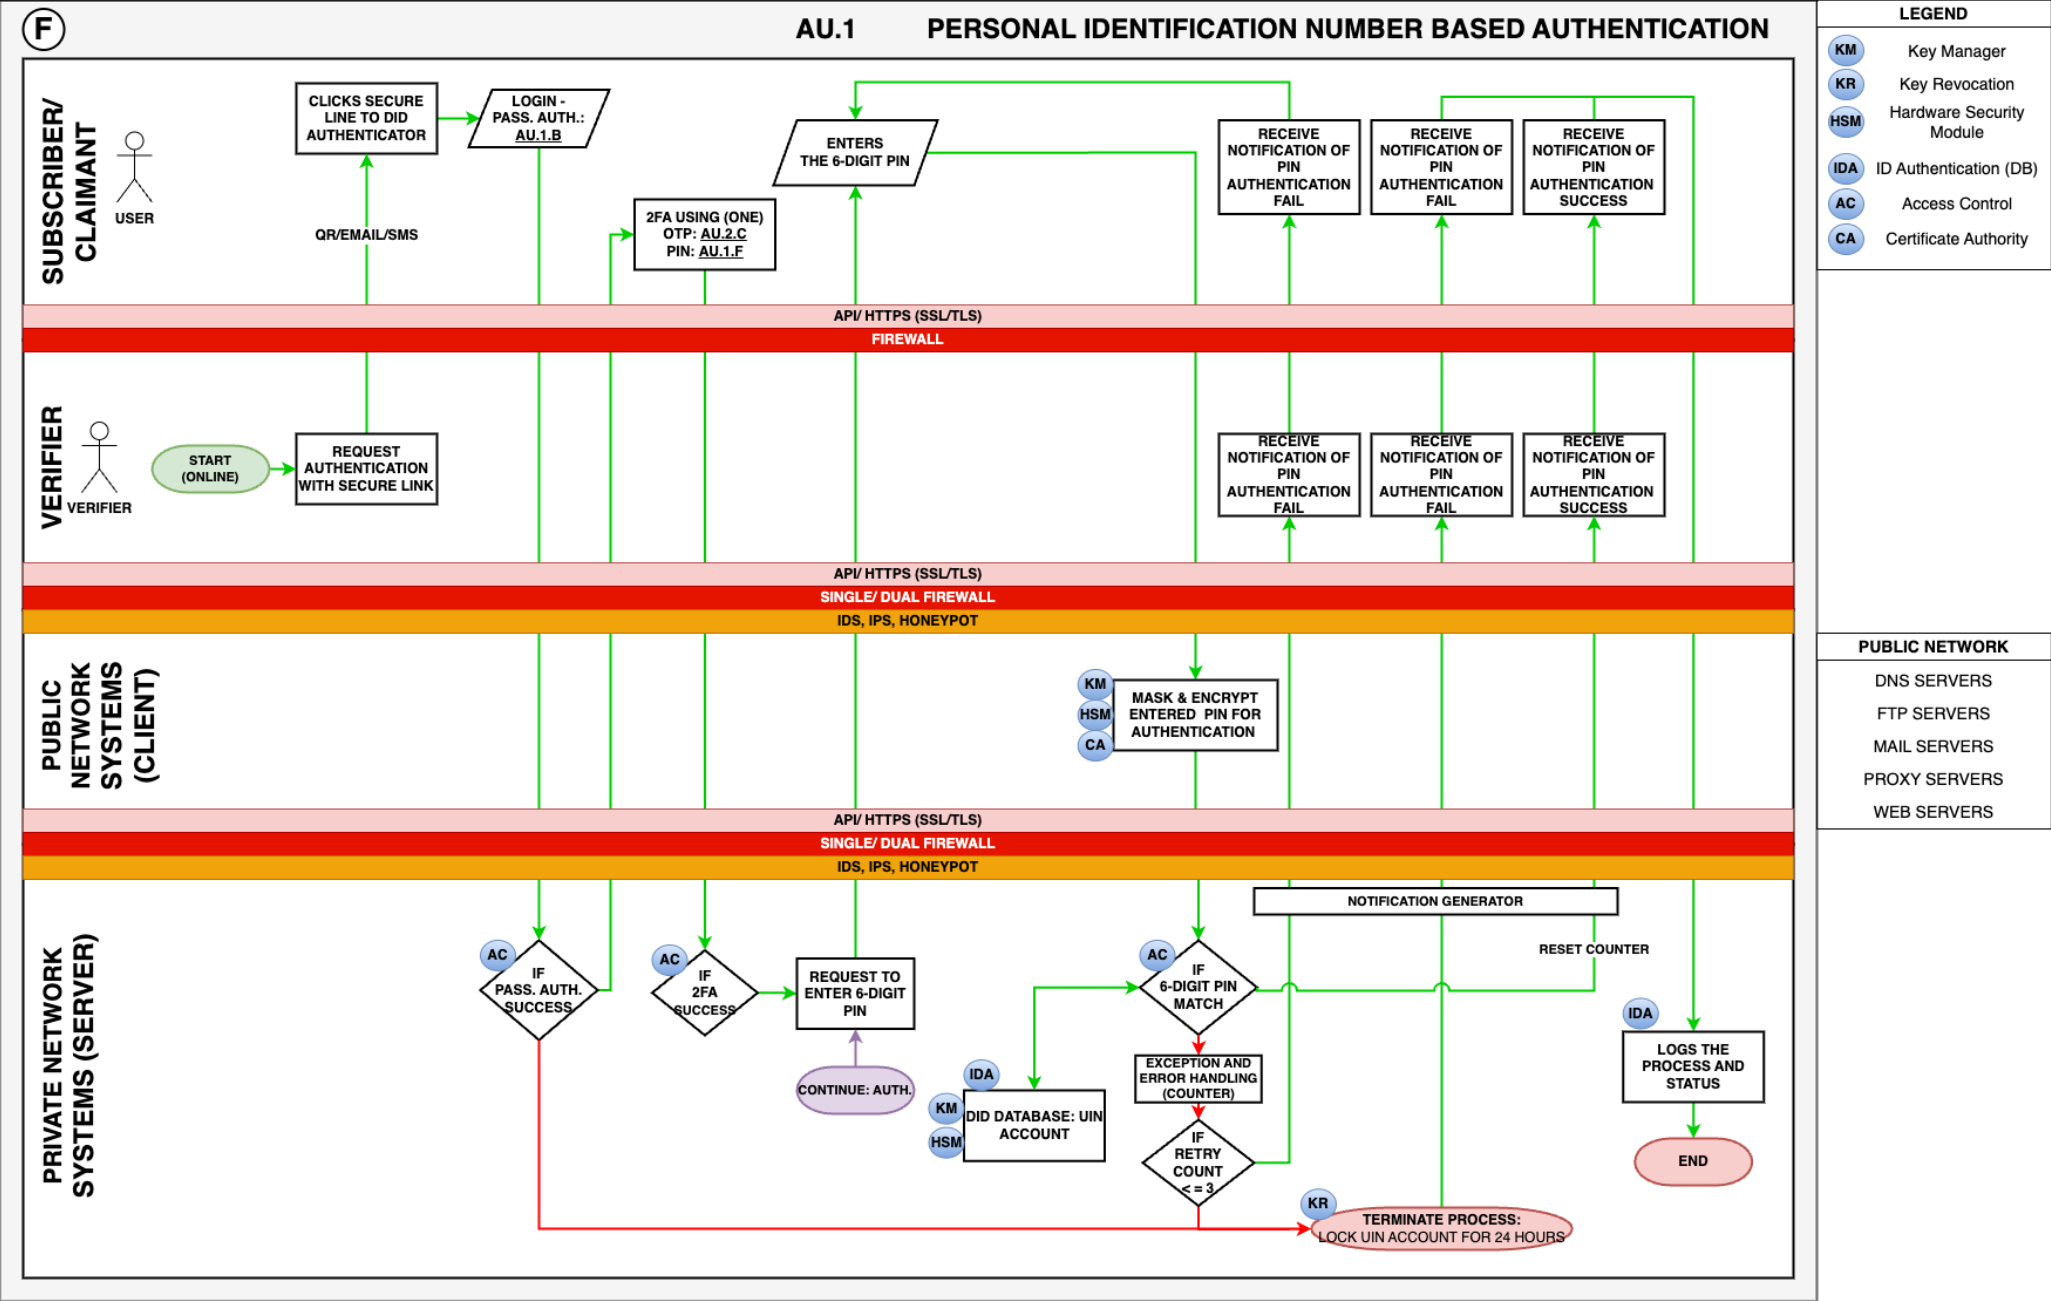 F
AU.1 PERSONAL IDENTIFICATION NUMBER BASED AUTHENTICATION
SUBSCRIBER/
CLAIMANT
USER
CLICKS SECURE
LINE TO DID
AUTHENTICATOR
LOGIN -
PASS. AUTH.:
AU.1.B
QR/EMAIL/SMS
2FA USING (ONE)
OTP: AU.2.C
PIN: AU.1.F
ENTERS
THE 6-DIGIT PIN
RECEIVE
NOTIFICATION OF
PIN
AUTHENTICATION
FAIL
RECEIVE
NOTIFICATION OF
PIN
AUTHENTICATION
FAIL
RECEIVE
NOTIFICATION OF
PIN
AUTHENTICATION
SUCCESS
API/ HTTPS (SSL/TLS)
FIREWALL
VERIFIER
VERIFIER
START
(ONLINE)
REQUEST
AUTHENTICATION
WITH SECURE LINK
RECEIVE
NOTIFICATION OF
PIN
AUTHENTICATION
FAIL
RECEIVE
NOTIFICATION OF
PIN
AUTHENTICATION
FAIL
RECEIVE
NOTIFICATION OF
PIN
AUTHENTICATION
SUCCESS
API/ HTTPS (SSL/TLS)
SINGLE/ DUAL FIREWALL
IDS, IPS, HONEYPOT
PUBLIC
NETWORK
SYSTEMS
(CLIENT)
KM
HSM
CA
MASK & ENCRYPT
ENTERED PIN FOR
AUTHENTICATION
API/ HTTPS (SSL/TLS)
SINGLE/ DUAL FIREWALL
IDS, IPS, HONEYPOT
PRIVATE NETWORK
SYSTEMS (SERVER)
AC
IF
PASS. AUTH.
SUCCESS
AC
IF
2FA
SUCCESS
REQUEST TO
ENTER 6-DIGIT
PIN
CONTINUE: AUTH.
IDA
KM
HSM
DID DATABASE: UIN
ACCOUNT
AC
IF
6-DIGIT PIN
MATCH
EXCEPTION AND
ERROR HANDLING
(COUNTER)
IF
RETRY
COUNT
< = 3
NOTIFICATION GENERATOR
RESET COUNTER
KR
TERMINATE PROCESS:
LOCK UIN ACCOUNT FOR 24 HOURS
IDA
LOGS THE
PROCESS AND
STATUS
END
LEGEND
KM Key Manager
KR Key Revocation
HSM Hardware Security
Module
IDA ID Authentication (DB)
AC Access Control
CA Certificate Authority
PUBLIC NETWORK
DNS SERVERS
FTP SERVERS
MAIL SERVERS
PROXY SERVERS
WEB SERVERS